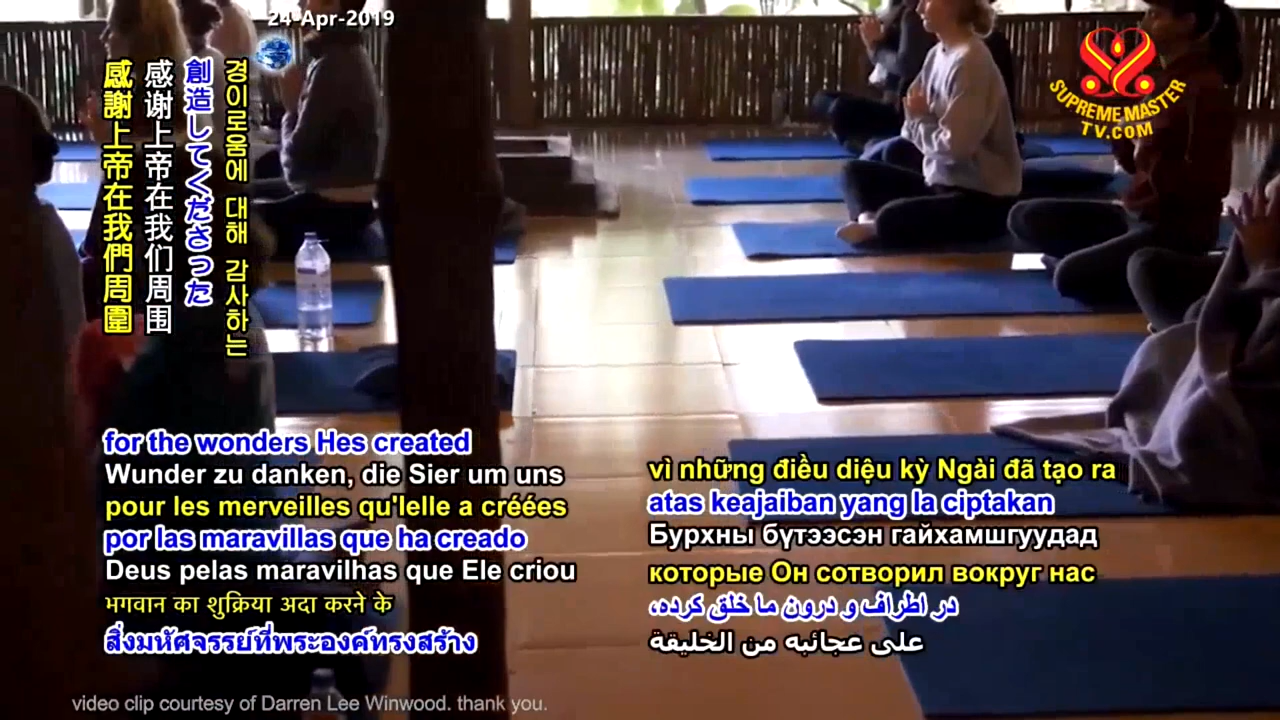 24-Apr-2019
SUPREME MASTER
TV.COM
경이로움에 대해 감사하는
創造してくださった
感谢上帝在我们周围
感謝上帝在我們周圍
for the wonders Hes created
Wunder zu danken, die Sier um uns
pour les merveilles qu'lelle a créées
por las maravillas que ha creado
Deus pelas maravilhas que Ele criou
भगवान का शुक्रिया अदा करने के
สิ่งมหัศจรรย์ที่พระองค์ทรงสร้าง
vì những điều diệu kỳ Ngài đã tạo ra
atas keajaiban yang Ia ciptakan
Бурхны бүтээсэн гайхамшгуудад
которые Он сотворил вокруг нас
در اطراف و درون ما خلق کرده،
على عجائبه من الخليقة
video clip courtesy of Darren Lee Winwood. thank you.